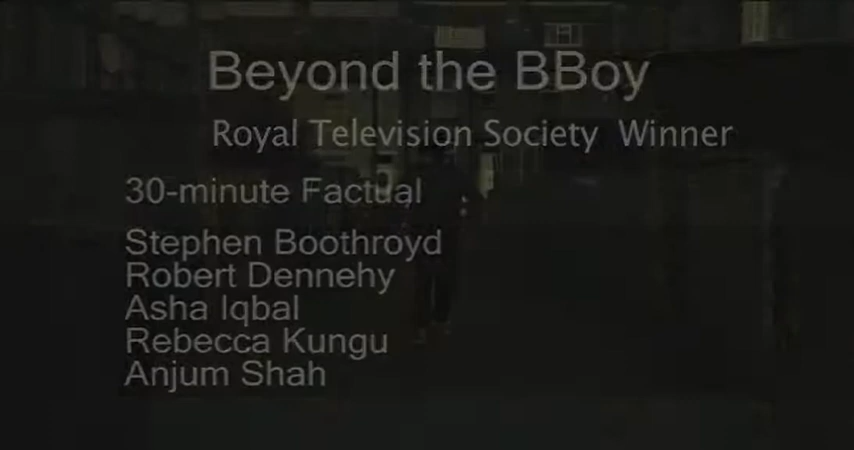 Beyond the BBoy
Royal Television Society Winner
30-minute Factual
Stephen Boothroyd
Robert Dennehy
Asha Iqbal
Rebecca Kungu
Anjum Shah